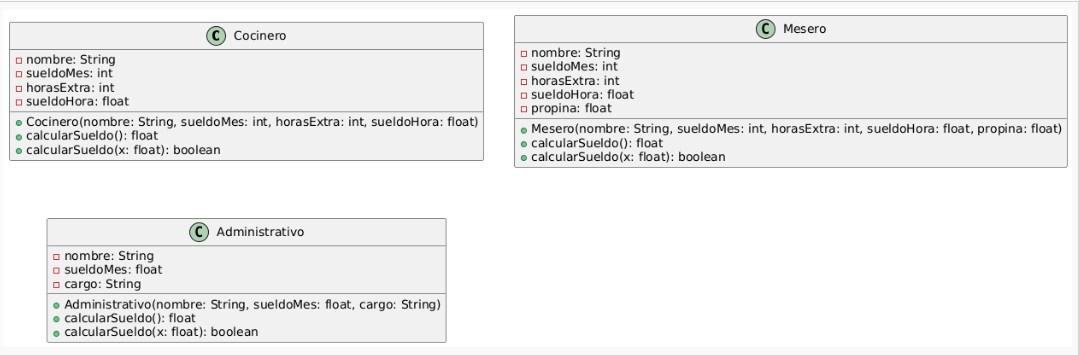 C Cocinero
nombre: String
sueldoMes: int
horasExtra: int
sueldoHora: float
Cocinero(nombre: String, sueldoMes: int, horasExtra: int, sueldoHora: float)
calcularSueldo(): float
calcularSueldo(x: float): boolean
C Mesero
nombre: String
sueldoMes: int
horasExtra: int
sueldoHora: float
propina: float
Mesero(nombre: String, sueldoMes: int, horasExtra: int, sueldoHora: float, propina: float)
calcularSueldo(): float
calcularSueldo(x: float): boolean
C Administrativo
nombre: String
sueldoMes: float
cargo: String
Administrativo(nombre: String, sueldoMes: float, cargo: String)
calcularSueldo(): float
calcularSueldo(x: float): boolean